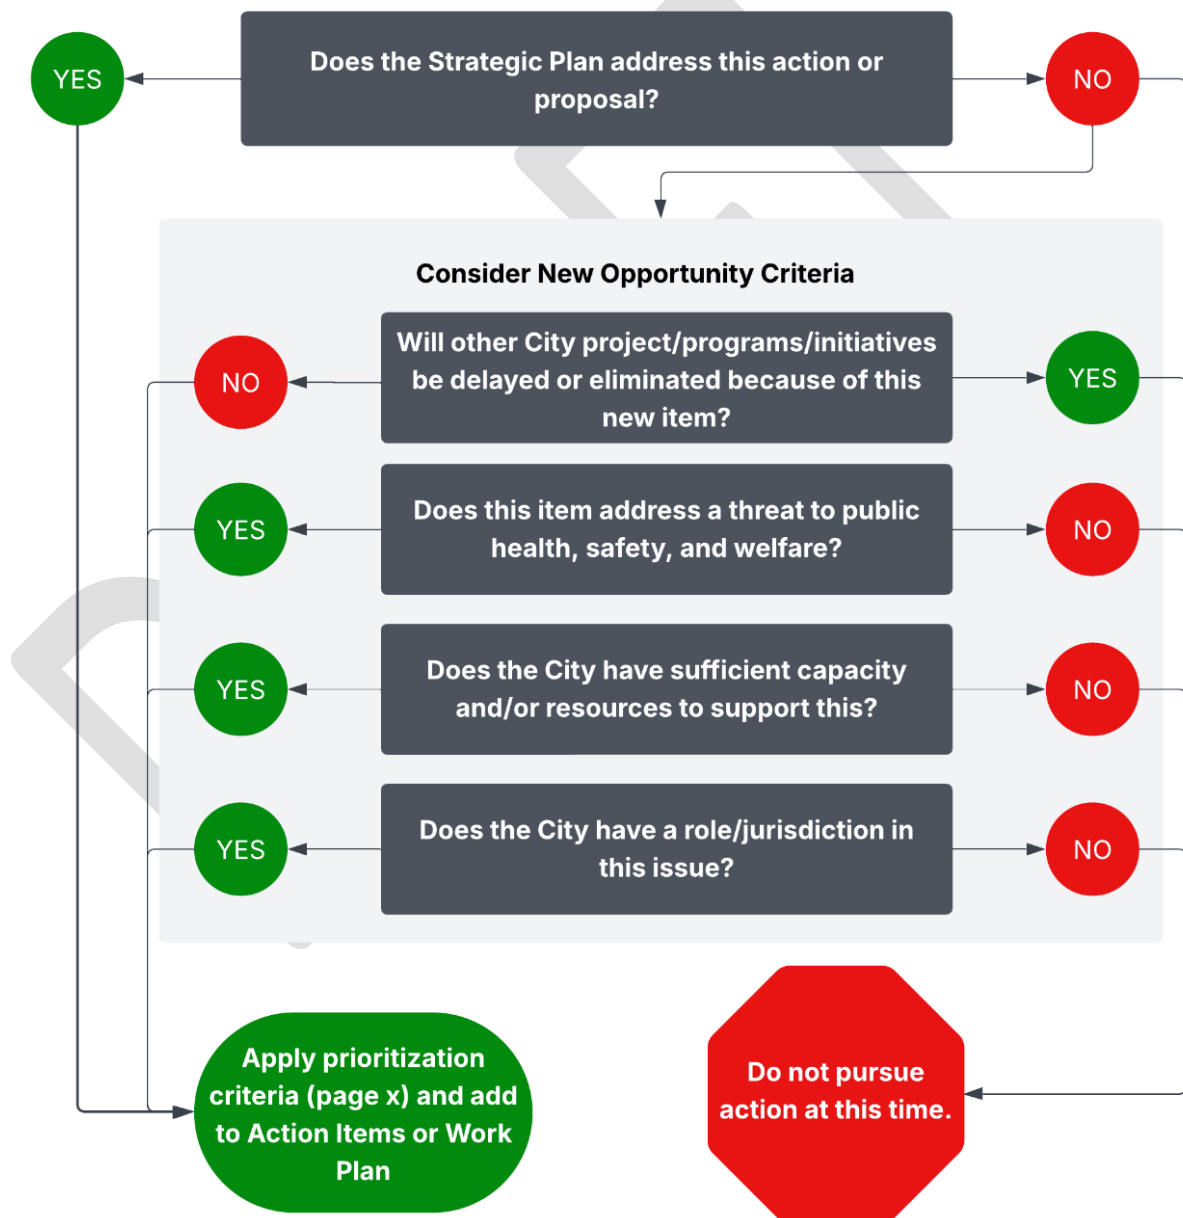 Does the Strategic Plan address this action or
proposal?
YES
NO
Consider New Opportunity Criteria
Will other City project/programs/initiatives
be delayed or eliminated because of this
new item?
NO
YES
Does this item address a threat to public
health, safety, and welfare?
YES
NO
Does the City have sufficient capacity
and/or resources to support this?
YES
NO
Does the City have a role/jurisdiction in
this issue?
YES
NO
Apply prioritization
criteria (page x) and add
to Action Items or Work
Plan
Do not pursue
action at this time.